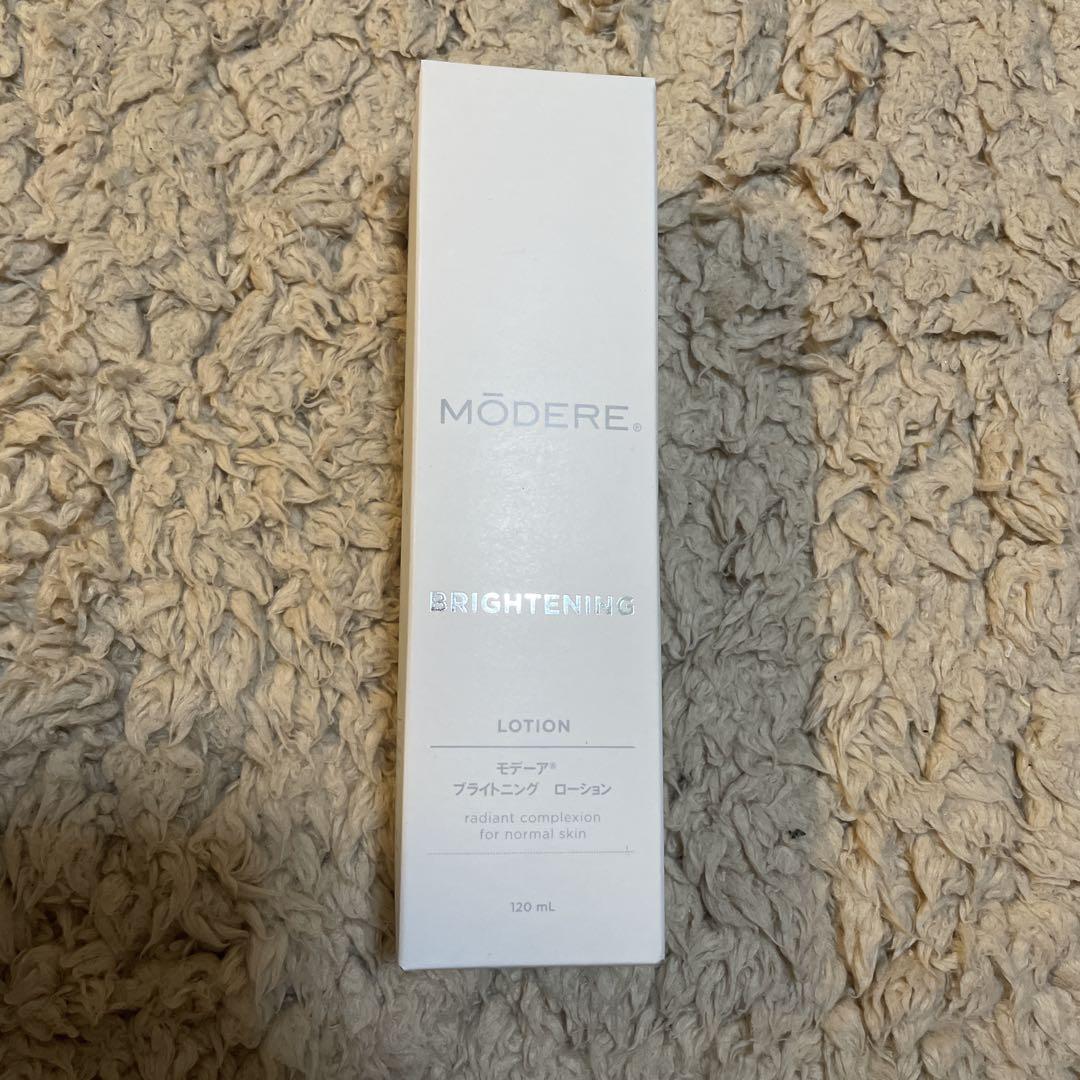 MŌDERE®
BRIGHTENING
LOTION
モデーア®
ブライトニング ローション
radiant complexion
for normal skin
120 mL